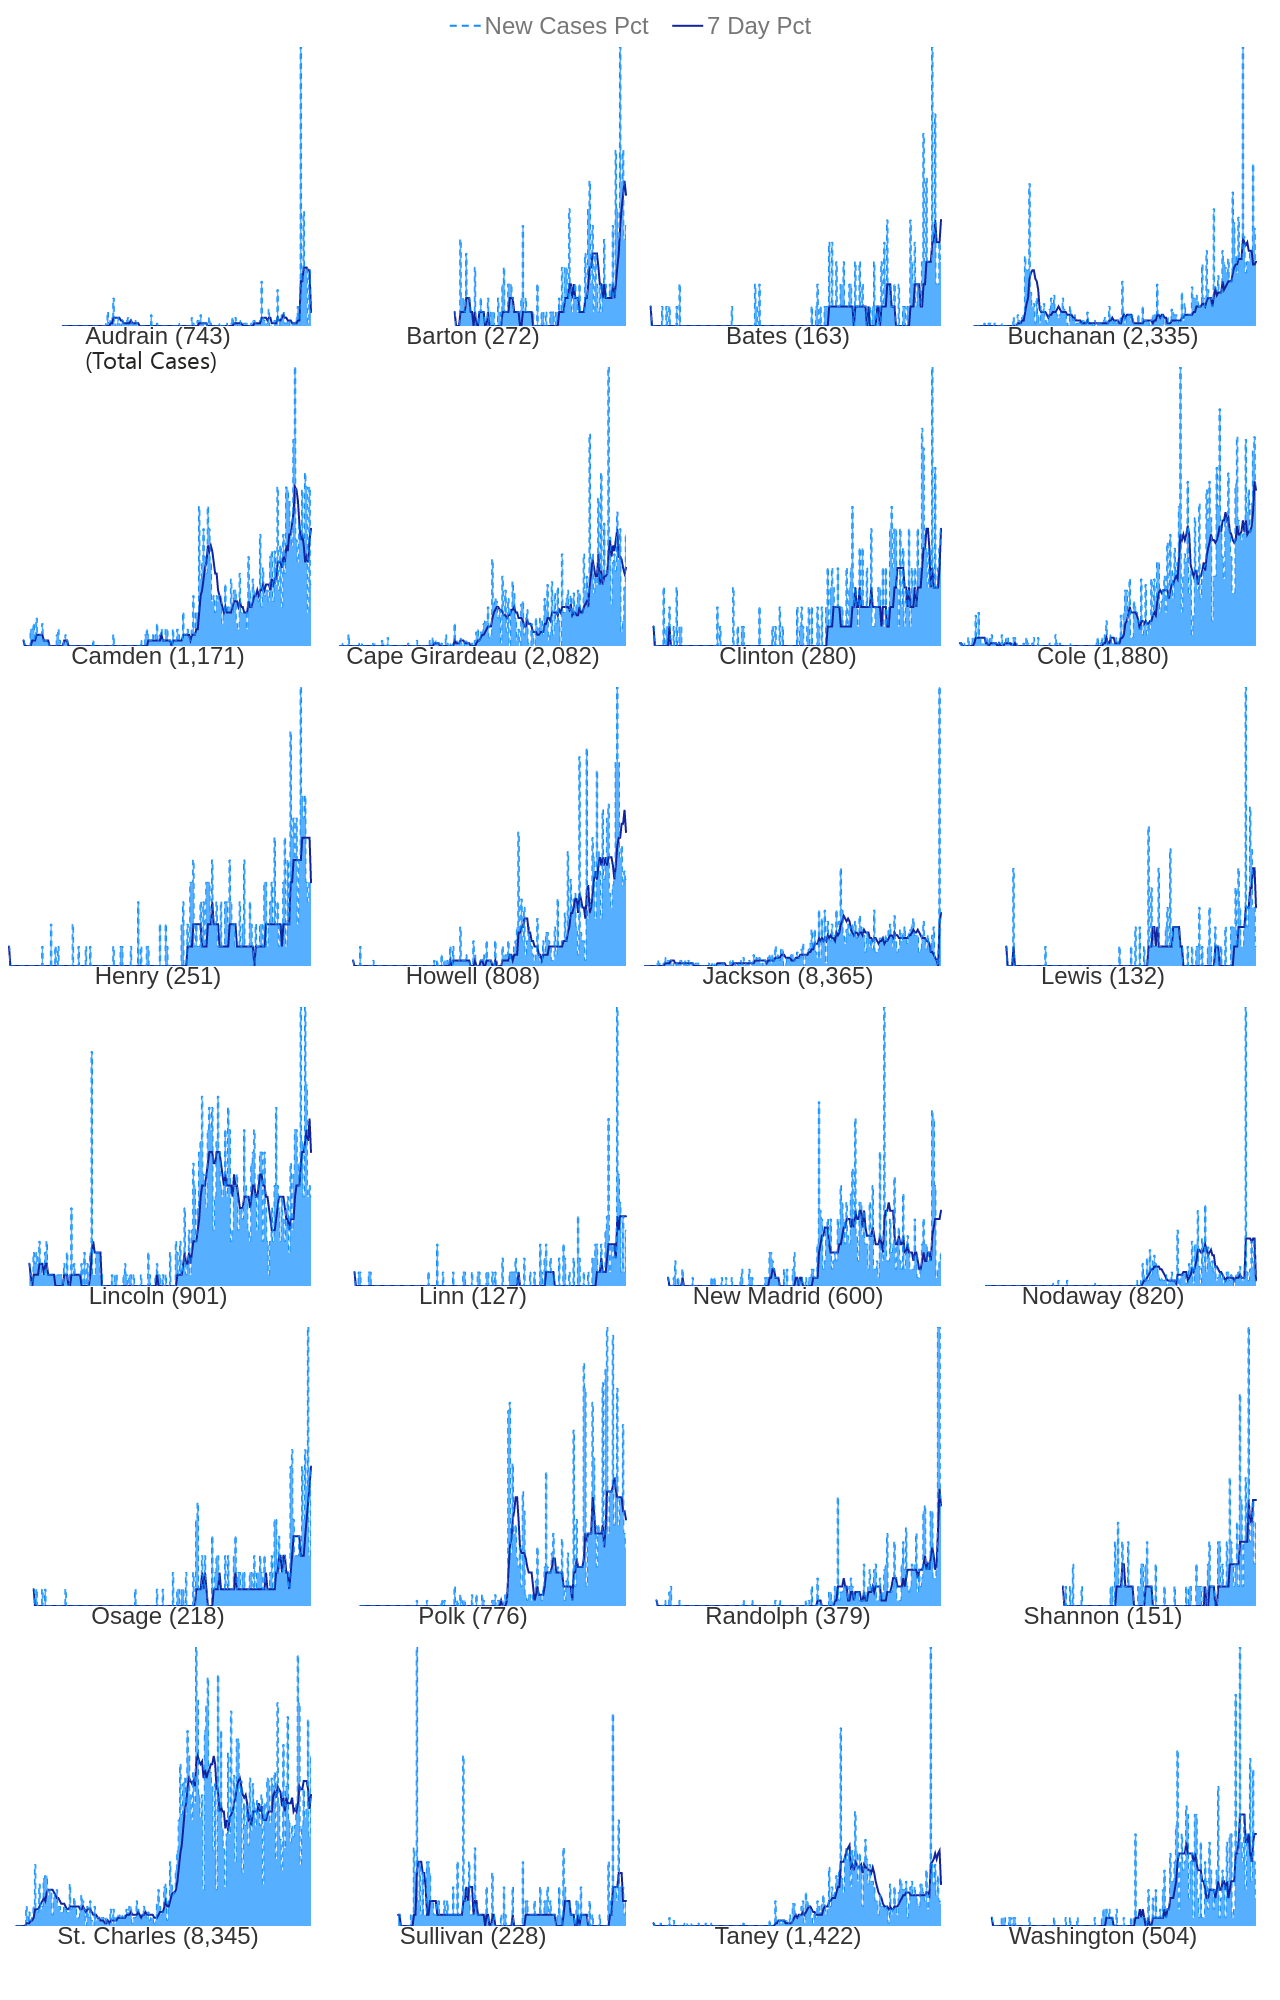 New Cases Pct 7 Day Pct
Audrain (743) Barton (272) Bates (163) Buchanan (2,335)
(Total Cases)
Camden (1,171) Cape Girardeau (2,082) Clinton (280) Cole (1,880)
Henry (251) Howell (808) Jackson (8,365) Lewis (132)
Lincoln (901) Linn (127) New Madrid (600) Nodaway (820)
Osage (218) Polk (776) Randolph (379) Shannon (151)
St. Charles (8,345) Sullivan (228) Taney (1,422) Washington (504)